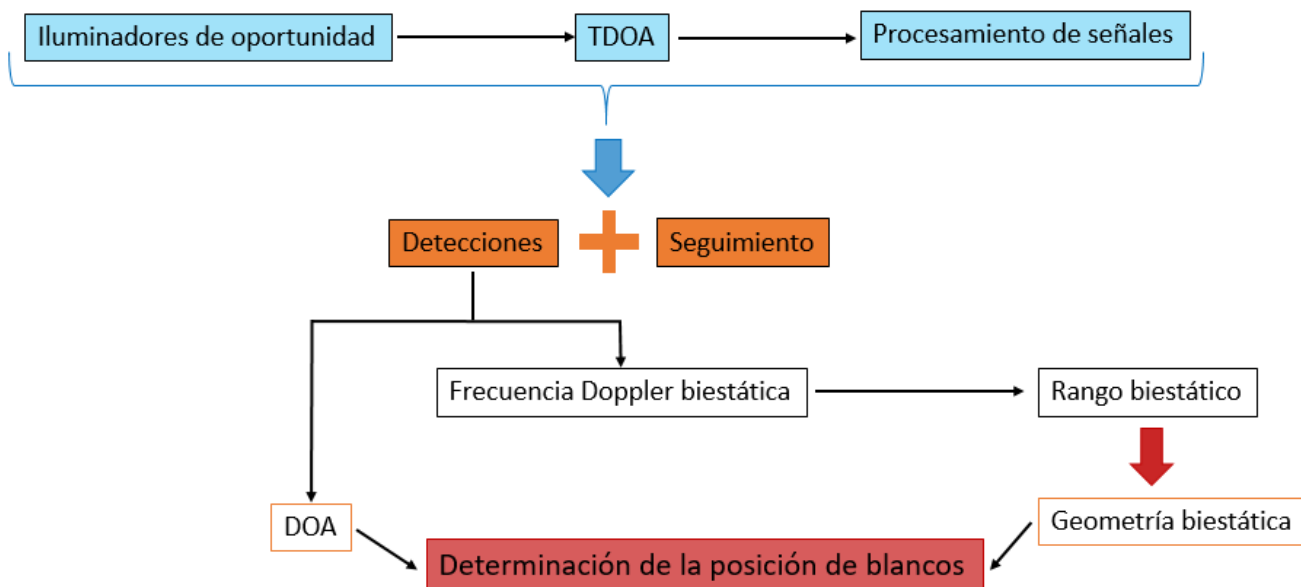 Iluminadores de oportunidad
TDOA
Procesamiento de señales
Detecciones
Seguimiento
Frecuencia Doppler biestática
Rango biestático
DOA
Geometría biestática
Determinación de la posición de blancos